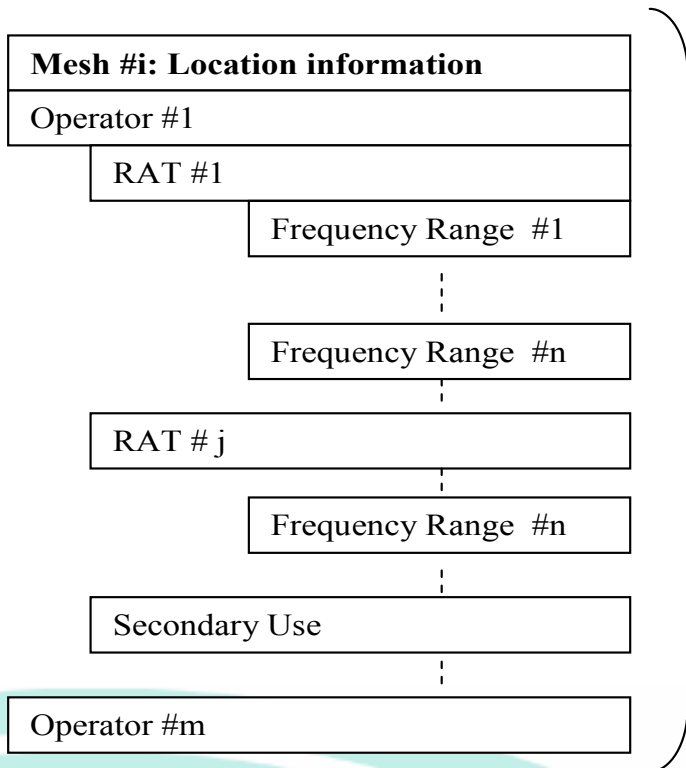 Mesh #i: Location information
Operator #1
RAT #1
Frequency Range #1
Frequency Range #n
RAT # j
Frequency Range #n
Secondary Use
Operator #m